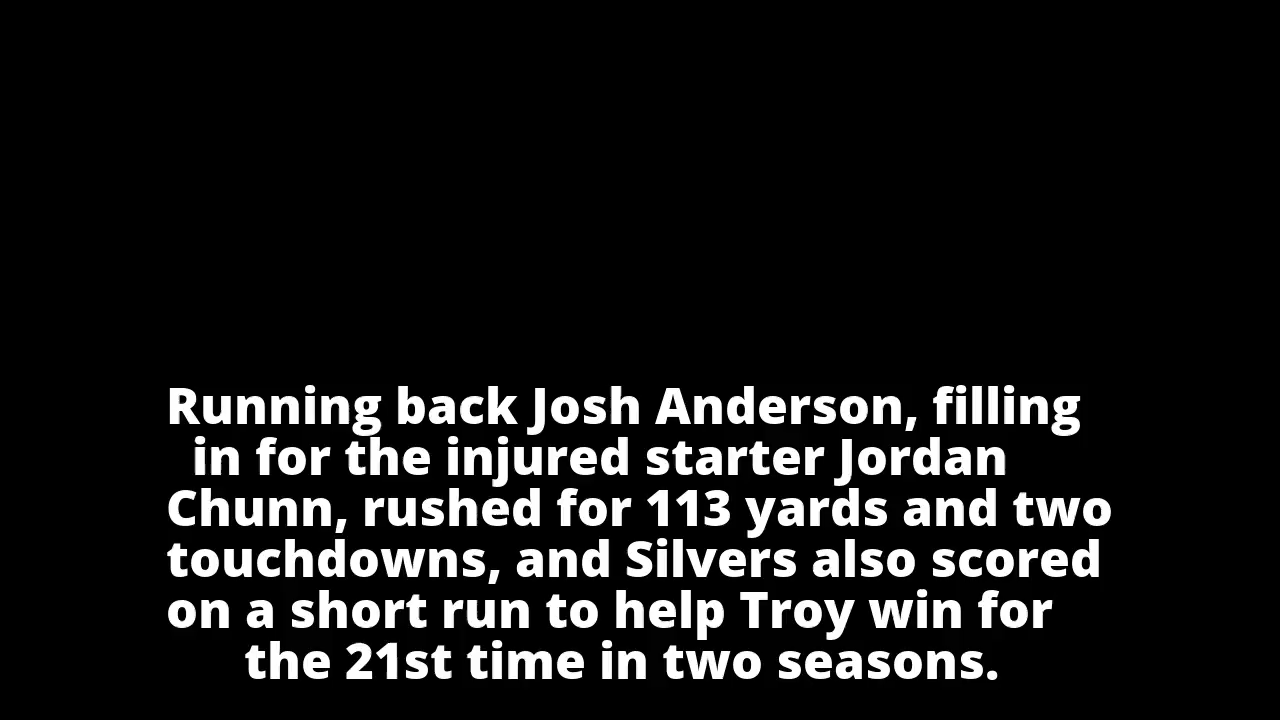 Running back Josh Anderson, filling
in for the injured starter Jordan
Chunn, rushed for 113 yards and two
touchdowns, and Silvers also scored
on a short run to help Troy win for
the 21st time in two seasons.